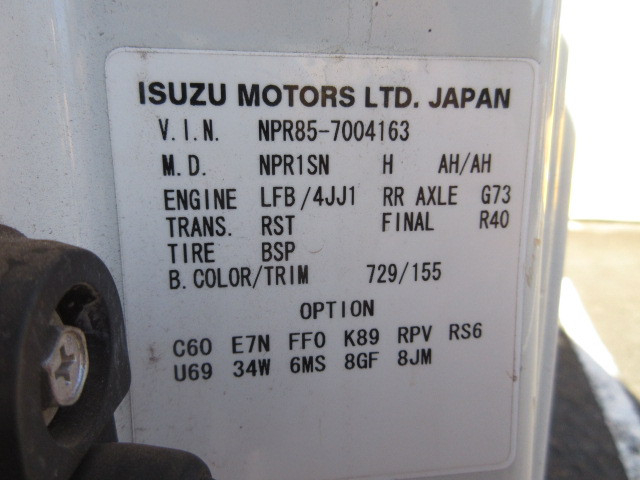 ISUZU MOTORS LTD. JAPAN
V.I.N. NPR85-7004163
M.D. NPR1SN H AH/AH
ENGINE LFB/4JJ1 RR AXLE G73
TRANS. RST FINAL R40
TIRE BSP
B.COLOR/TRIM 729/155
OPTION
C60 E7N FF0 K89 RPV RS6
U69 34W 6MS 8GF 8JM